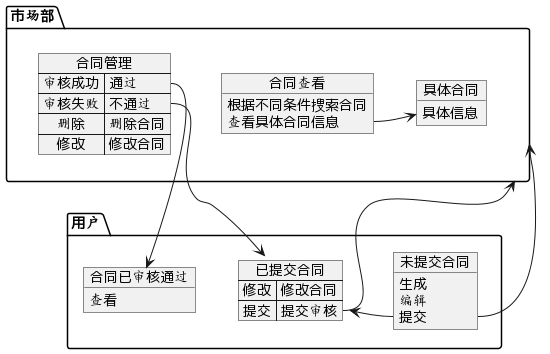 市场部
合同管理
审核成功 通过
审核失败 不通过
删除 删除合同
修改 修改合同
合同查看
根据不同条件搜索合同
查看具体合同信息
具体合同
具体信息
用户
合同已审核通过
查看
已提交合同
修改 修改合同
提交 提交审核
未提交合同
生成
编辑
提交